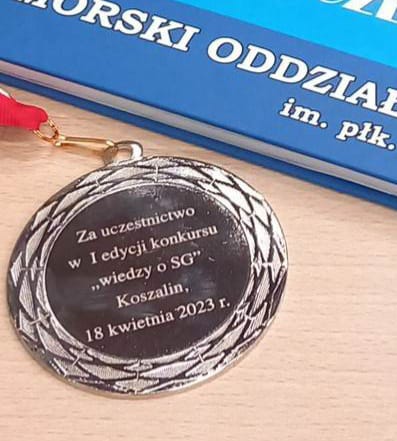 MORSKI ODDZIAŁ
im. płk.
Za uczestnictwo
w I edycji konkursu
„wiedzy o SG”
Koszalin,
18 kwietnia 2023 r.